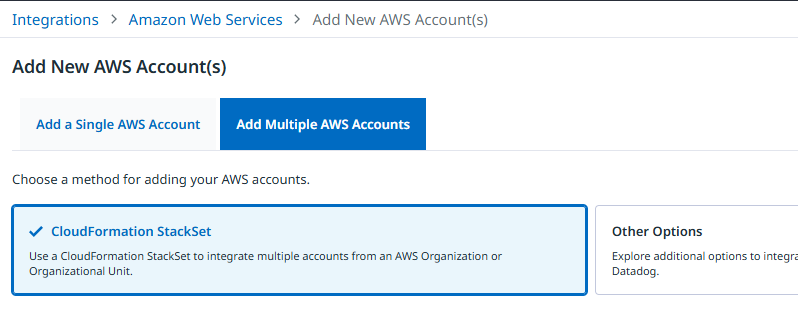 Integrations > Amazon Web Services > Add New AWS Account(s)
Add New AWS Account(s)
Add a Single AWS Account
Add Multiple AWS Accounts
Choose a method for adding your AWS accounts.
CloudFormation StackSet
Use a CloudFormation StackSet to integrate multiple accounts from an AWS Organization or
Organizational Unit.
Other Options
Explore additional options to
Datadog.